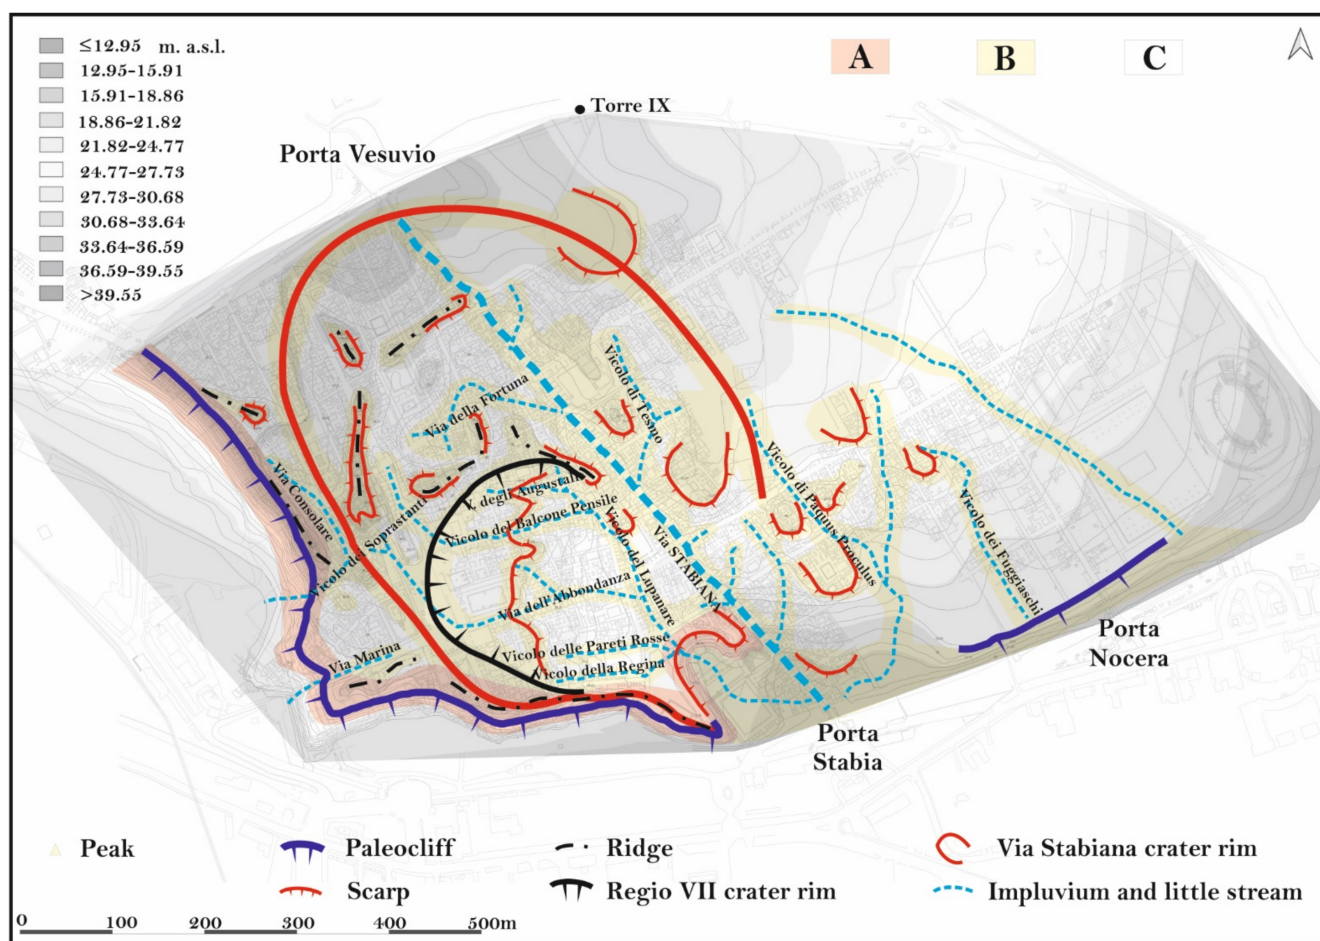 ≤12.95 m. a.s.l.
12.95-15.91
15.91-18.86
18.86-21.82
21.82-24.77
24.77-27.73
27.73-30.68
30.68-33.64
33.64-36.59
36.59-39.55
>39.55
A
B
C
Torre IX
Porta Vesuvio
Via della Fortuna
Vicolo di Tesmo
Via Consolare
Vicolo dei Soprastanti
V. degli Augustali
Vicolo del Balcone Pensile
Vicolo del Lupanare
Via STABIANA
Vicolo di Paquius Proculus
Vicolo dei Fuggiaschi
Via dell'Abbondanza
Vicolo delle Pareti Rosse
Vicolo della Regina
Via Marina
Porta
Nocera
Porta
Stabia
Peak
Paleocliff
Ridge
Via Stabiana crater rim
Scarp
Regio VII crater rim
Impluvium and little stream
0 100 200 300 400 500m